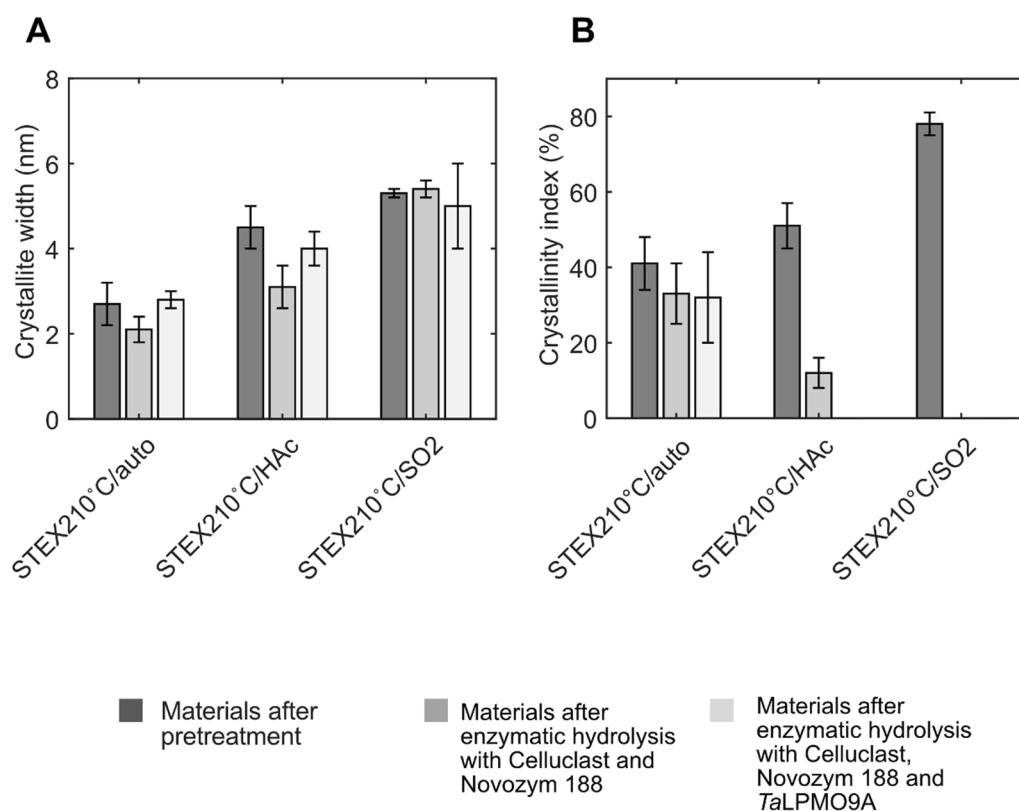 A
B
Crystallite width (nm)
8
6
4
2
0
STEX210°C/auto
STEX210°C/HAc
STEX210°C/SO2
Crystallinity index (%)
80
60
40
20
0
STEX210°C/auto
STEX210°C/HAc
STEX210°C/SO2
Materials after
pretreatment
Materials after
enzymatic hydrolysis
with Celluclast and
Novozym 188
Materials after
enzymatic hydrolysis
with Celluclast,
Novozym 188 and
TaLPMO9A